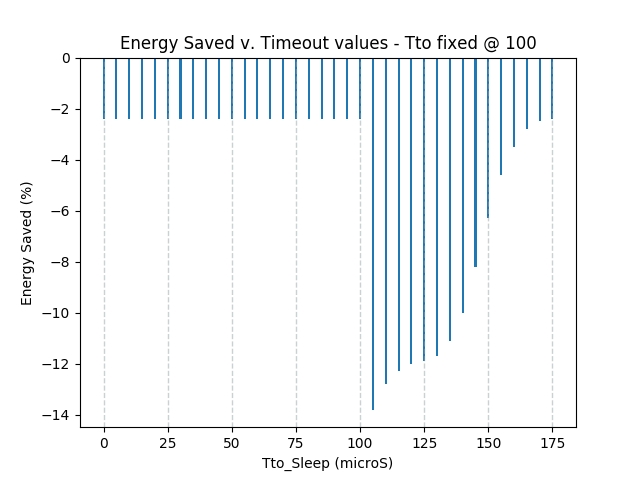 Energy Saved v. Timeout values - Tto fixed @ 100
Energy Saved (%)
0
−2
−4
−6
−8
−10
−12
−14
0 25 50 75 100 125 150 175
Tto_Sleep (microS)